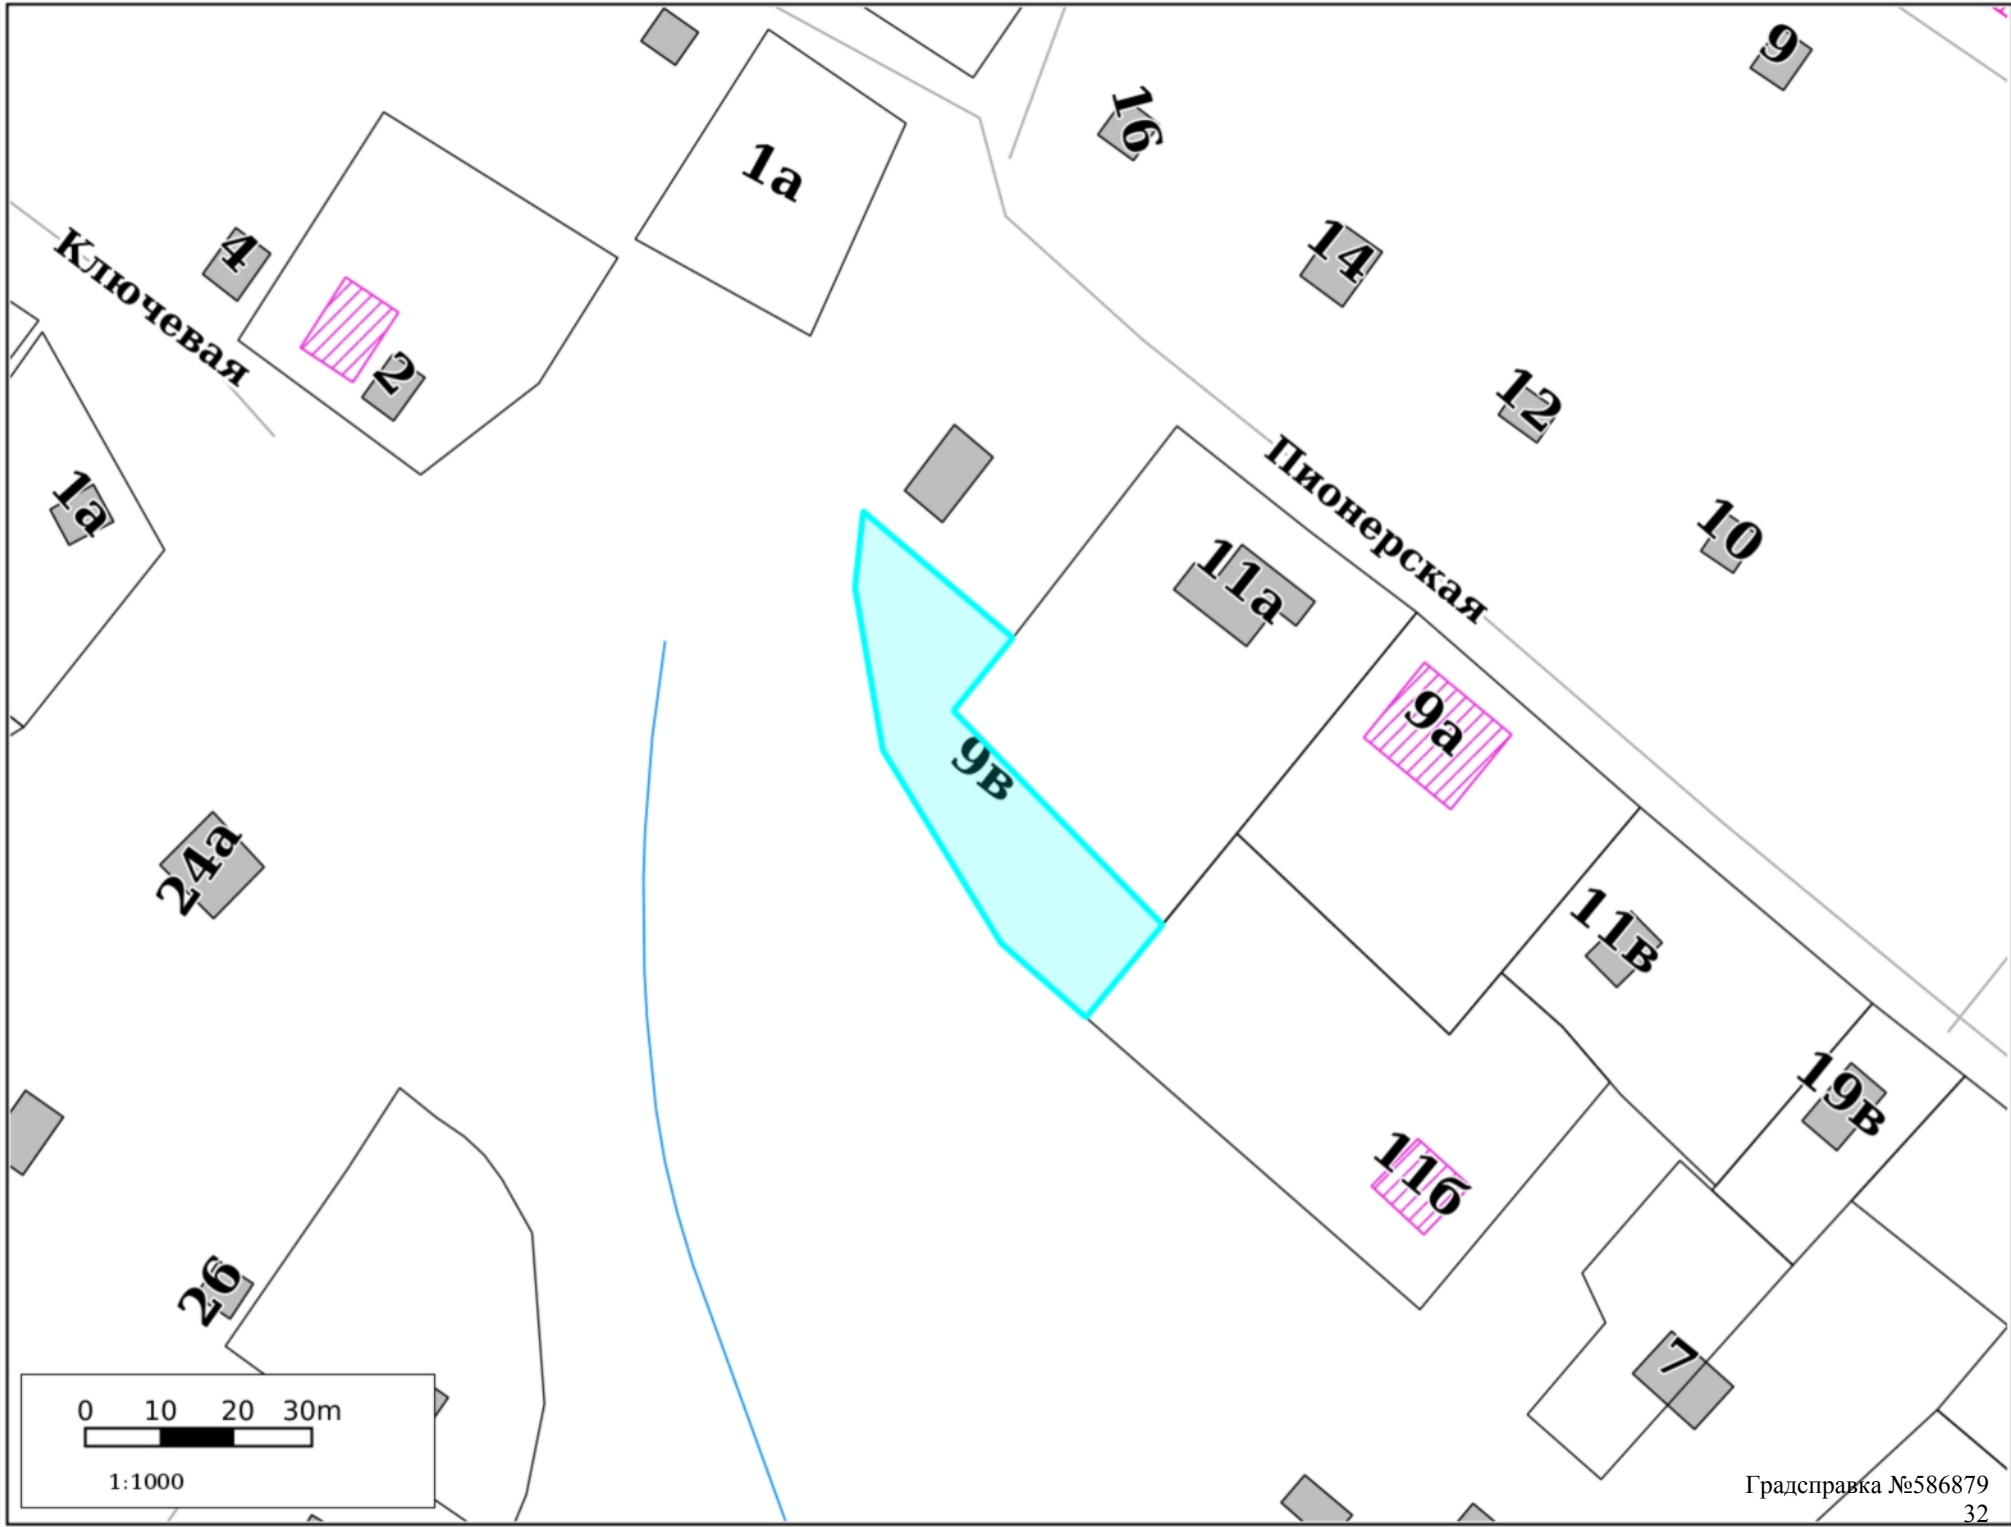 9
16
1а
14
4
Ключевая
2
12
Пионерская
1а
10
11а
9а
9в
24а
11в
19в
11б
26
7
0 10 20 30m
1:1000
Градсправка №586879
32